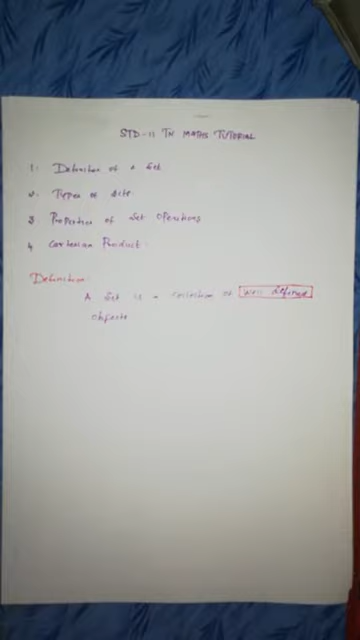 STD-11 TN MATHS TUTORIAL
1. Definition of a Set
2. Types of Sets
3 Properties of Set Operations
4 Cartesian Product
Definition
A Set is a collection of well defined
objects